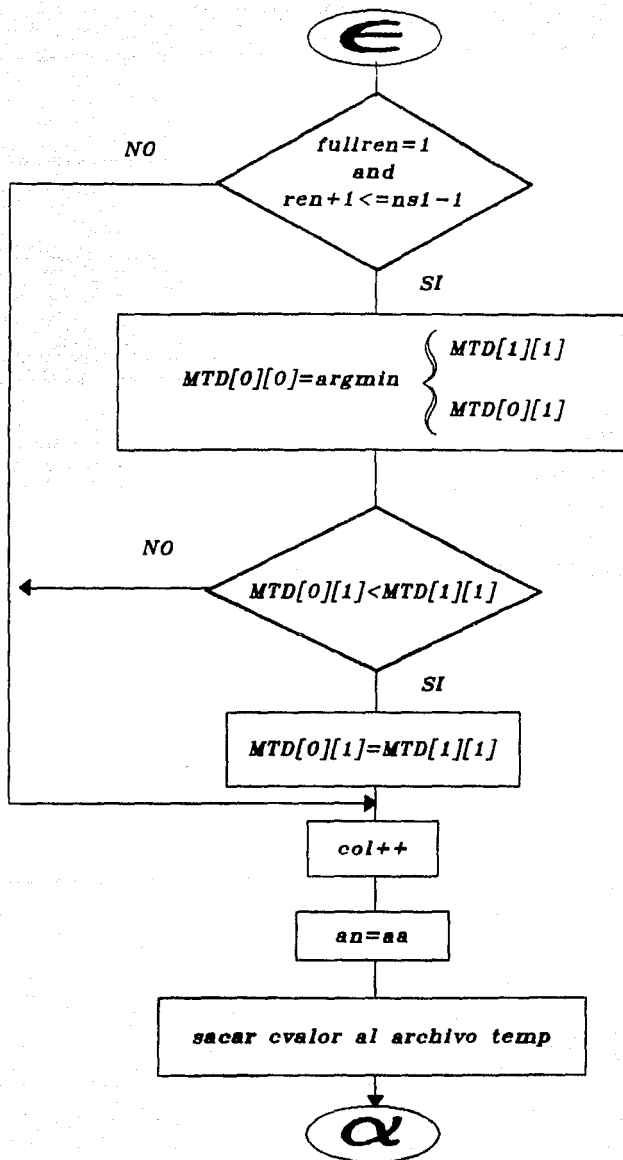 ∈
NO
fullren=1
and
ren+1<=ns1-1
SI
MTD[0][0]=argmin
MTD[1][1]
MTD[0][1]
NO
MTD[0][1]<MTD[1][1]
SI
MTD[0][1]=MTD[1][1]
col++
an=aa
sacar cvalor al archivo temp
α